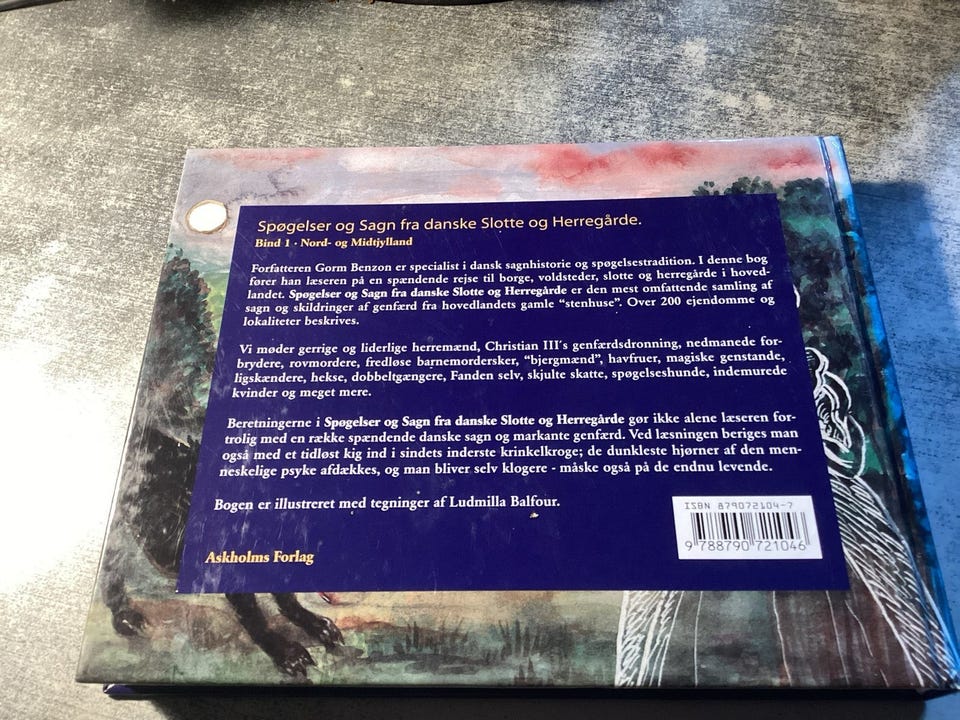 Spøgelser og Sagn fra danske Slotte og Herregårde.
Bind 1 · Nord- og Midtjylland
Forfatteren Gorm Benzon er specialist i dansk sagnhistorie og spøgelsestradition. I denne bog
fører han læseren på en spændende rejse til borge, voldsteder, slotte og herregårde i hoved-
landet. Spøgelser og Sagn fra danske Slotte og Herregårde er den mest omfattende samling af
sagn og skildringer af genfærd fra hovedlandets gamle “stenhuse”. Over 200 ejendomme og
lokaliteter beskrives.
Vi møder gerrige og liderlige herremænd, Christian III´s genfærdsdronning, nedmanede for-
brydere, rovmordere, fredløse barnemordersker, “bjergmænd”, havfruer, magiske genstande,
ligskændere, hekse, dobbeltgængere, Fanden selv, skjulte skatte, spøgelseshunde, indemurede
kvinder og meget mere.
Beretningerne i Spøgelser og Sagn fra danske Slotte og Herregårde gør ikke alene læseren for-
trolig med en række spændende danske sagn og markante genfærd. Ved læsningen beriges man
også med et tidløst kig ind i sindets inderste krinkelkroge; de dunkleste hjørner af den men-
neskelige psyke afdækkes, og man bliver selv klogere - måske også på de endnu levende.
Bogen er illustreret med tegninger af Ludmilla Balfour.
ISBN 879072104-7
9 788790 721046
Askholms Forlag